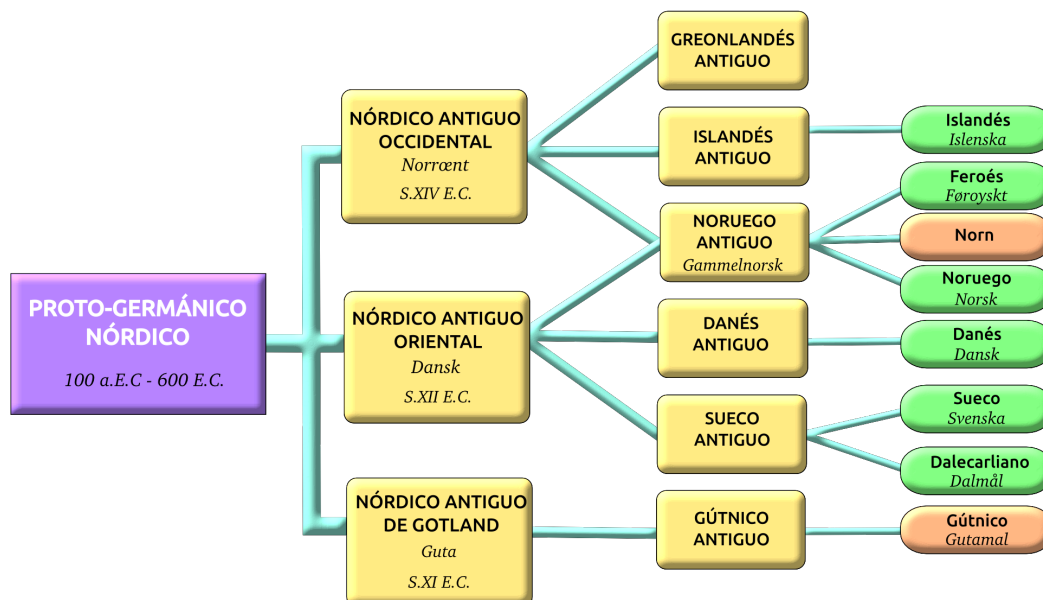 PROTO-GERMÁNICO
NÓRDICO
100 a.E.C - 600 E.C.
NÓRDICO ANTIGUO
OCCIDENTAL
Norrœnt
S.XIV E.C.
NÓRDICO ANTIGUO
ORIENTAL
Dansk
S.XII E.C.
NÓRDICO ANTIGUO
DE GOTLAND
Guta
S.XI E.C.
GREONLANDÉS
ANTIGUO
ISLANDÉS
ANTIGUO
NORUEGO
ANTIGUO
Gammelnorsk
DANÉS
ANTIGUO
SUECO
ANTIGUO
GÚTNICO
ANTIGUO
Islandés
Islenska
Feroés
Føroyskt
Norn
Noruego
Norsk
Danés
Dansk
Sueco
Svenska
Dalecarliano
Dalmål
Gútnico
Gutamal